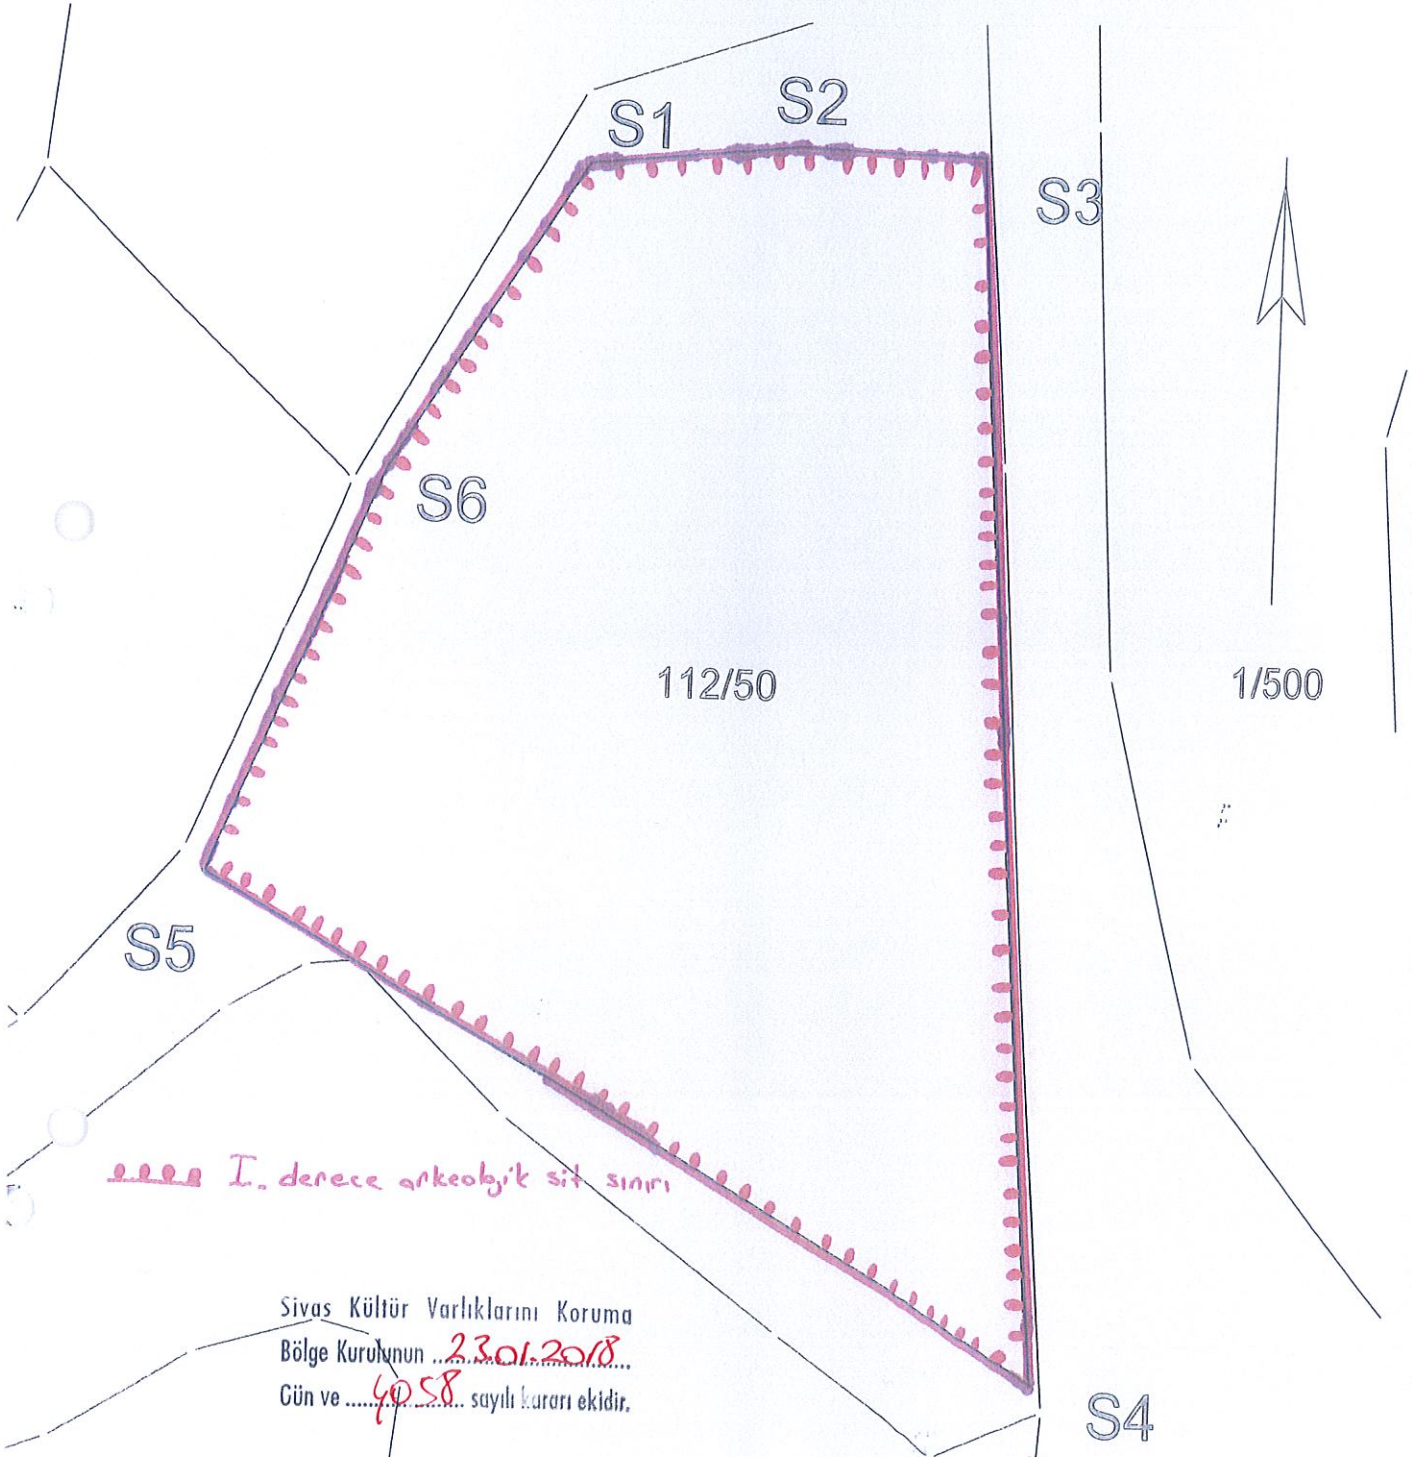 S1
S2
S3
S6
112/50
1/500
S5
I. derece arkeolojik sit sınırı
Sivas Kültür Varlıklarını Koruma
Bölge Kurulunun ... 23.01.2018 ...
Gün ve ... 4058 ... sayılı kararı ekidir.
S4